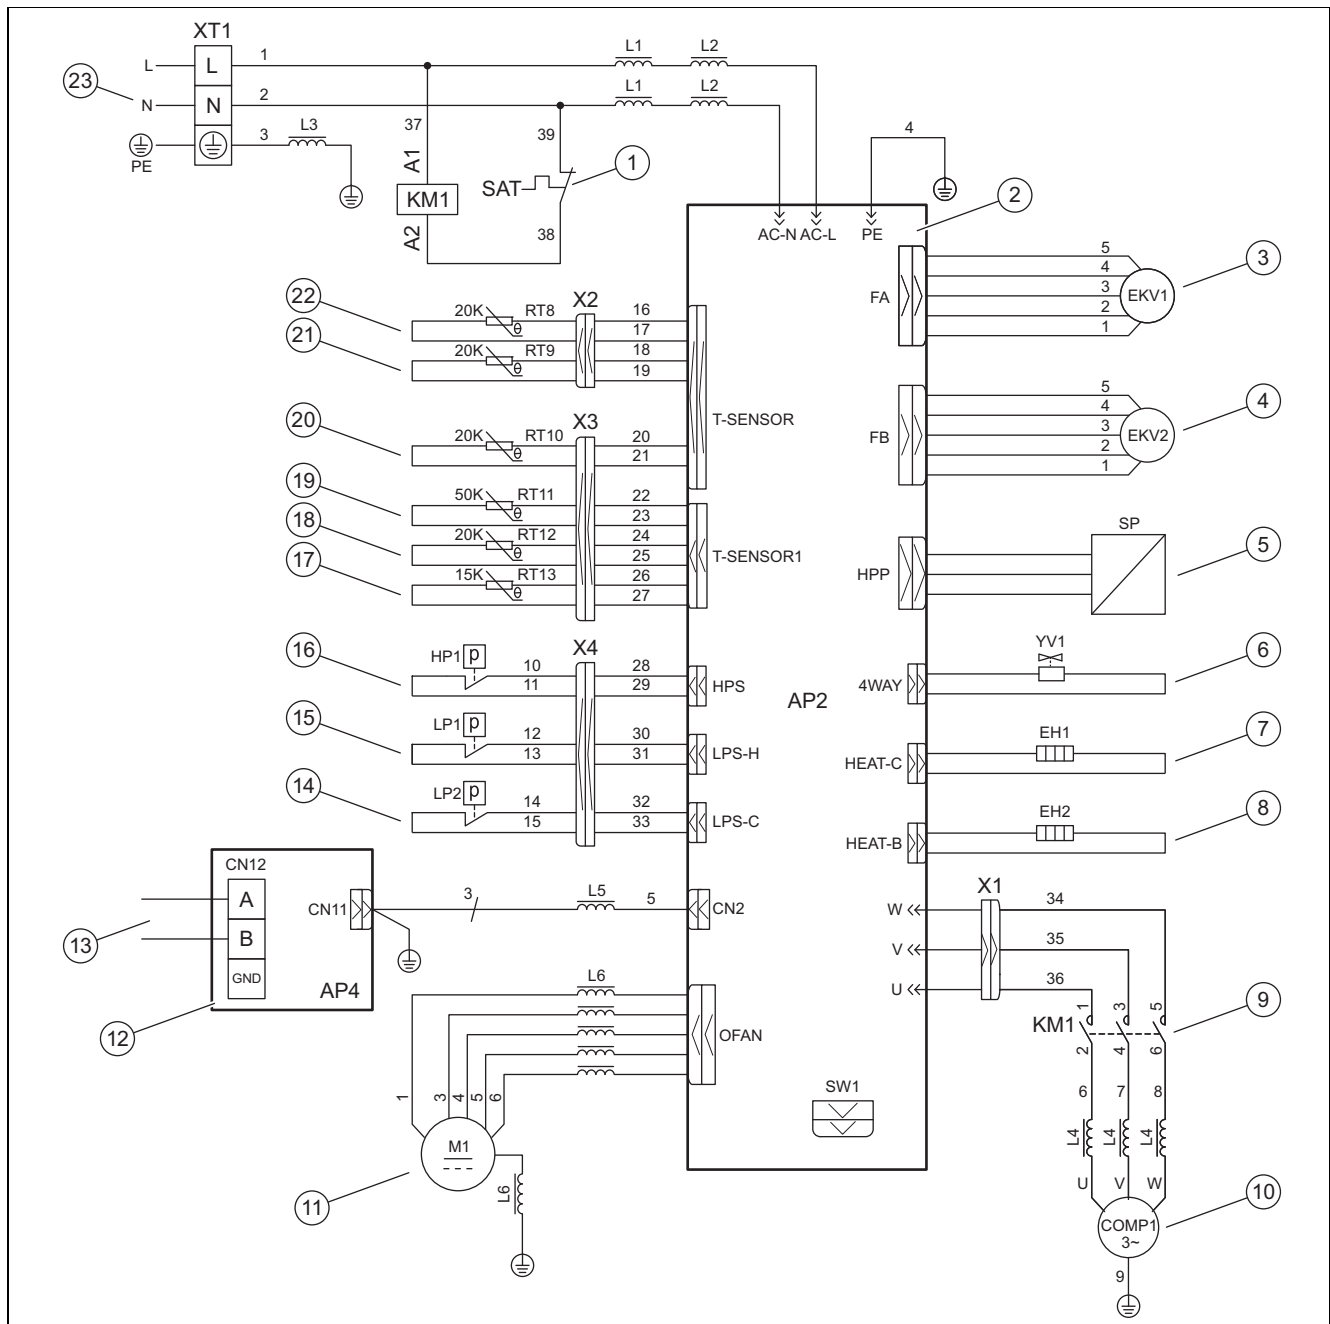 XT1
L L 1 L1 L2
23
N N 2 L1 L2
PE 3 L3
37 39 4
A1 SAT 1
KM1
A2 38 2
AC-N AC-L PE
FA 5 4 3 2 1 EKV1 3
22 20K θ RT8 X2 16
17
21 20K θ RT9 18
19
T-SENSOR
FB 5 4 3 2 1 EKV2 4
20 20K θ RT10 X3 20
21
19 50K θ RT11 22
23
18 20K θ RT12 24
25
17 15K θ RT13 26
27
T-SENSOR1
HPP SP 5
16 HP1 p 10 X4 28
11 29 HPS
4WAY YV1 6
AP2
15 LP1 p 12 30
13 31 LPS-H
HEAT-C EH1 7
14 LP2 p 14 32
15 33 LPS-C
HEAT-B EH2 8
CN12
A
B
GND
CN11 3 L5 5 CN2
13
AP4
12
X1
W 34
V 35
U 36
L6
OFAN
1 3 4 5 6
M1
11
L6
SW1
KM1 1 3 5 9
2 4 6
6 7 8
L4 L4 L4
U V W
COMP1
3~
10
9